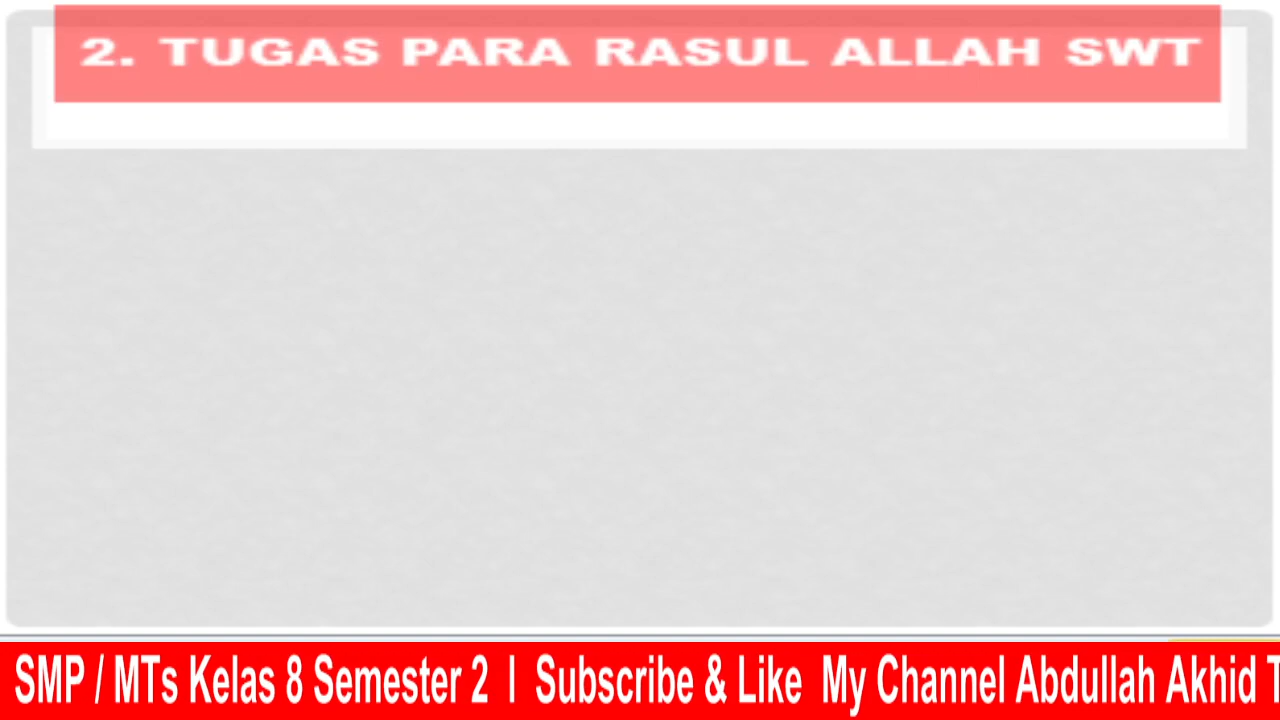 2. TUGAS PARA RASUL ALLAH SWT
SMP / MTs Kelas 8 Semester 2 I Subscribe & Like My Channel Abdullah Akhid T